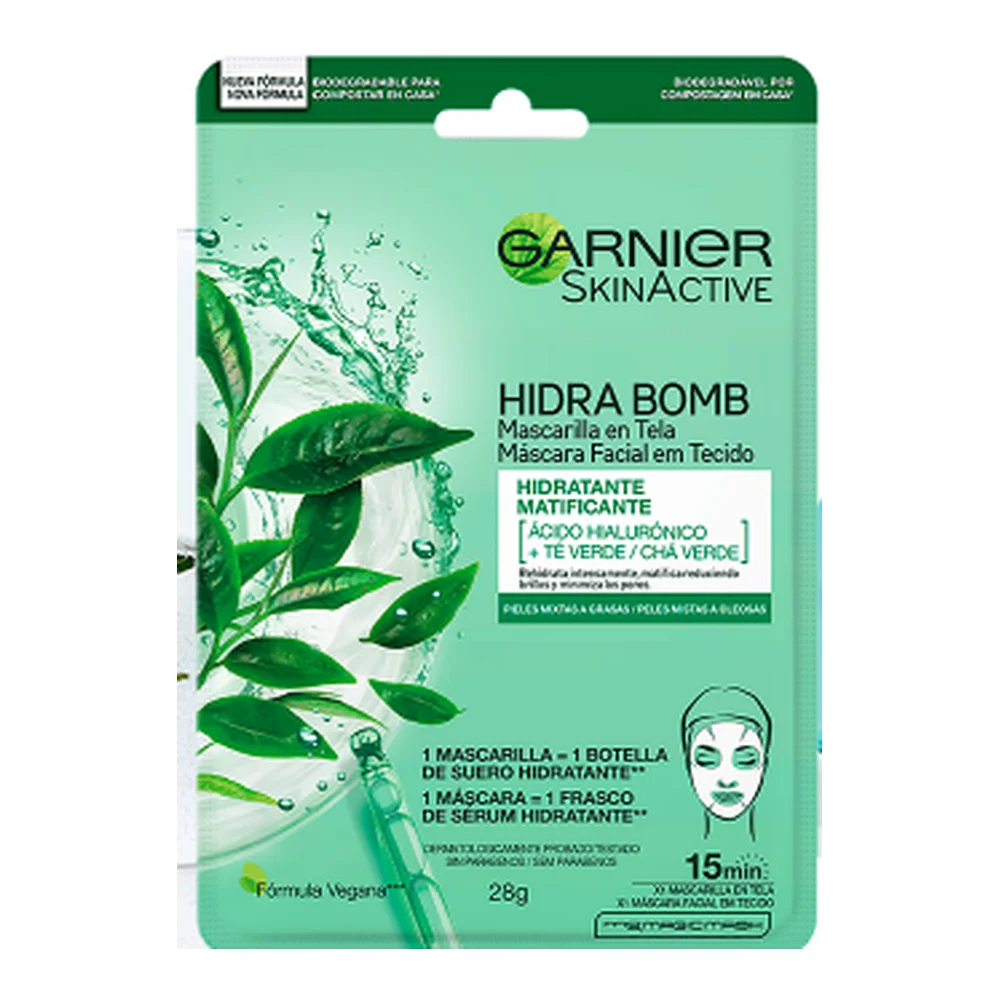 NUEVA FÓRMULA
NOVA FÓRMULA
BIODEGRADABLE PARA
COMPOSTAR EN CASA*
BIODEGRADÁVEL POR
COMPOSTAGEM EM CASA*
GARNIER
SKINACTIVE
HIDRA BOMB
Mascarilla en Tela
Máscara Facial em Tecido
HIDRATANTE
MATIFICANTE
[ÁCIDO HIALURÓNICO
+ TÉ VERDE / CHÁ VERDE]
Rehidrata intensamente, matifica reduciendo
brillos y minimiza los poros.
PIELES MIXTAS A GRASAS / PELES MISTAS A OLEOSAS
1 MASCARILLA = 1 BOTELLA
DE SUERO HIDRATANTE**
1 MÁSCARA = 1 FRASCO
DE SÉRUM HIDRATANTE**
DERMATOLÓGICAMENTE PROBADO/TESTADO
SIN PARABENOS / SEM PARABENOS
Fórmula Vegana***
28g
15min
X1 MASCARILLA EN TELA
X1 MÁSCARA FACIAL EM TECIDO